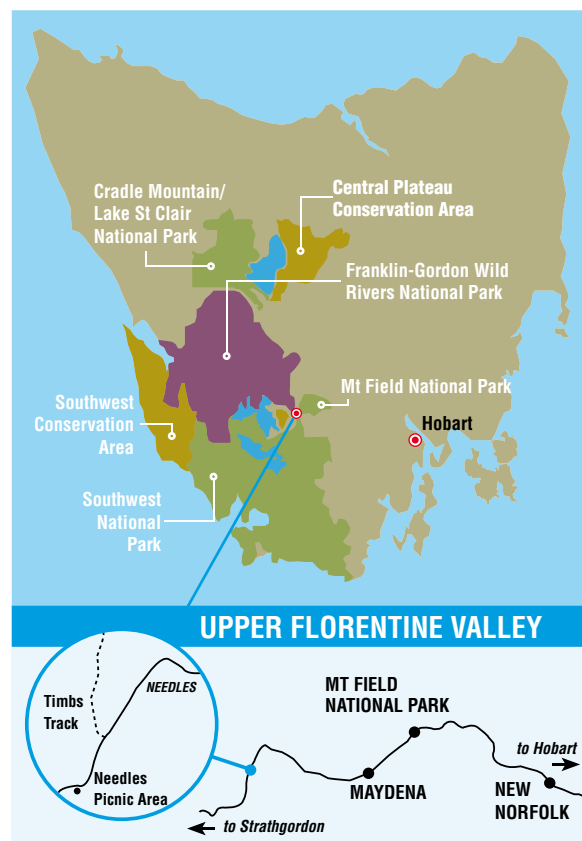 Cradle Mountain/
Lake St Clair
National Park
Central Plateau
Conservation Area
Franklin-Gordon Wild
Rivers National Park
Mt Field National Park
Hobart
Southwest
Conservation
Area
Southwest
National
Park
UPPER FLORENTINE VALLEY
NEEDLES
Timbs
Track
Needles
Picnic Area
MT FIELD
NATIONAL PARK
to Hobart
MAYDENA
NEW
NORFOLK
to Strathgordon